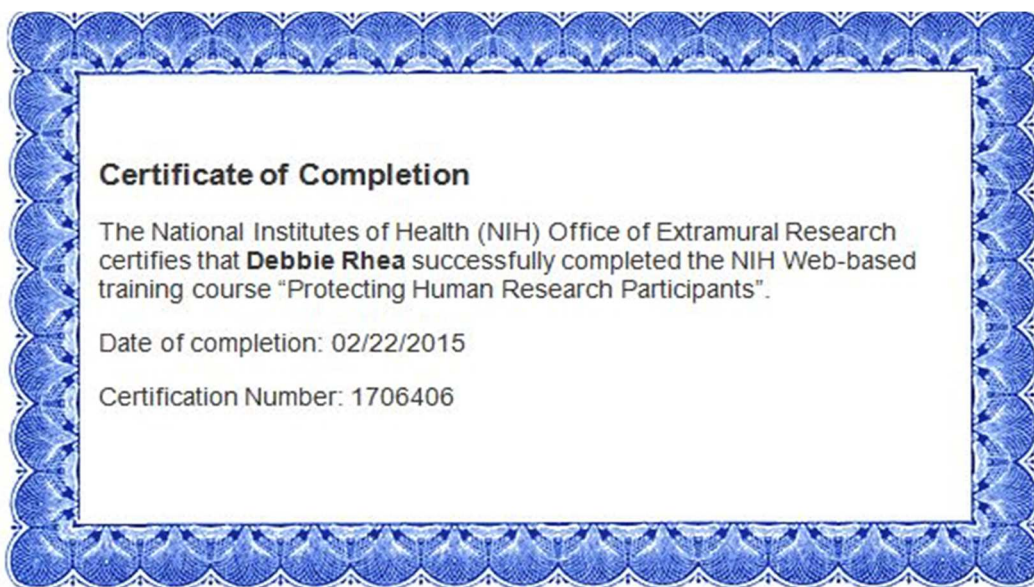 Certificate of Completion
The National Institutes of Health (NIH) Office of Extramural Research
certifies that Debbie Rhea successfully completed the NIH Web-based
training course “Protecting Human Research Participants”.
Date of completion: 02/22/2015
Certification Number: 1706406